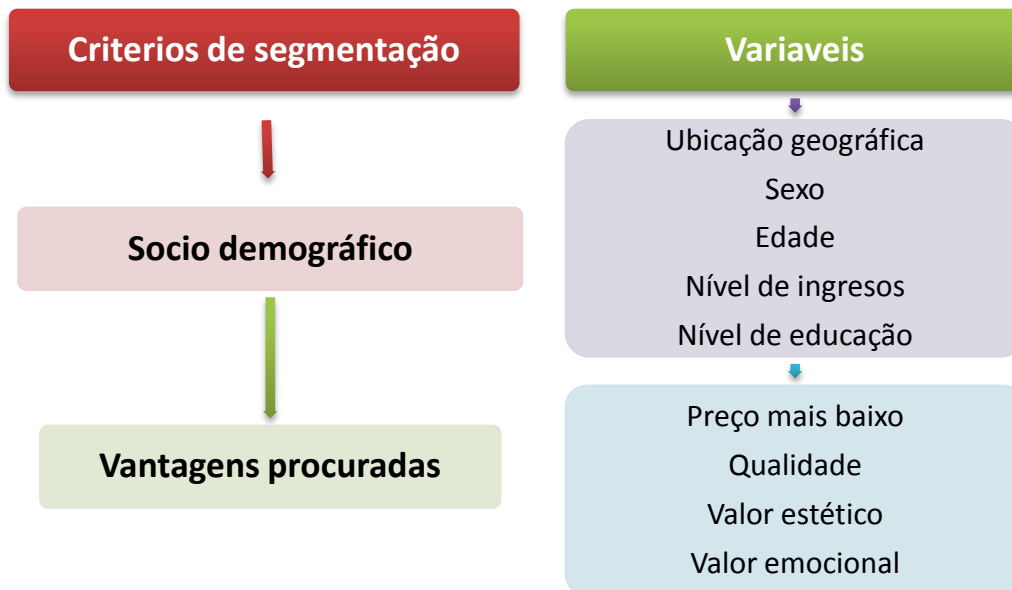 Criterios de segmentação
Socio demográfico
Vantagens procuradas
Variaveis
Ubicação geográfica
Sexo
Edade
Nível de ingresos
Nível de educação
Preço mais baixo
Qualidade
Valor estético
Valor emocional